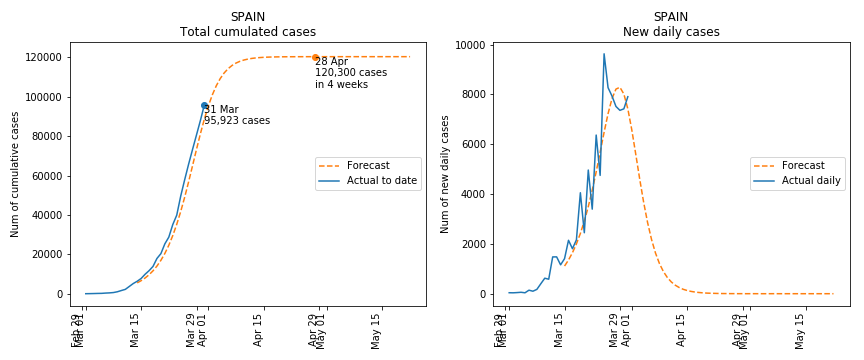 SPAIN
Total cumulated cases
Num of cumulative cases
120000
100000
80000
60000
40000
20000
0
28 Apr
120,300 cases
in 4 weeks
31 Mar
95,923 cases
Forecast
Actual to date
Feb 29
Mar 01
Mar 15
Mar 29
Apr 01
Apr 15
Apr 29
May 01
May 15
SPAIN
New daily cases
Num of new daily cases
10000
8000
6000
4000
2000
0
Forecast
Actual daily
Feb 29
Mar 01
Mar 15
Mar 29
Apr 01
Apr 15
Apr 29
May 01
May 15